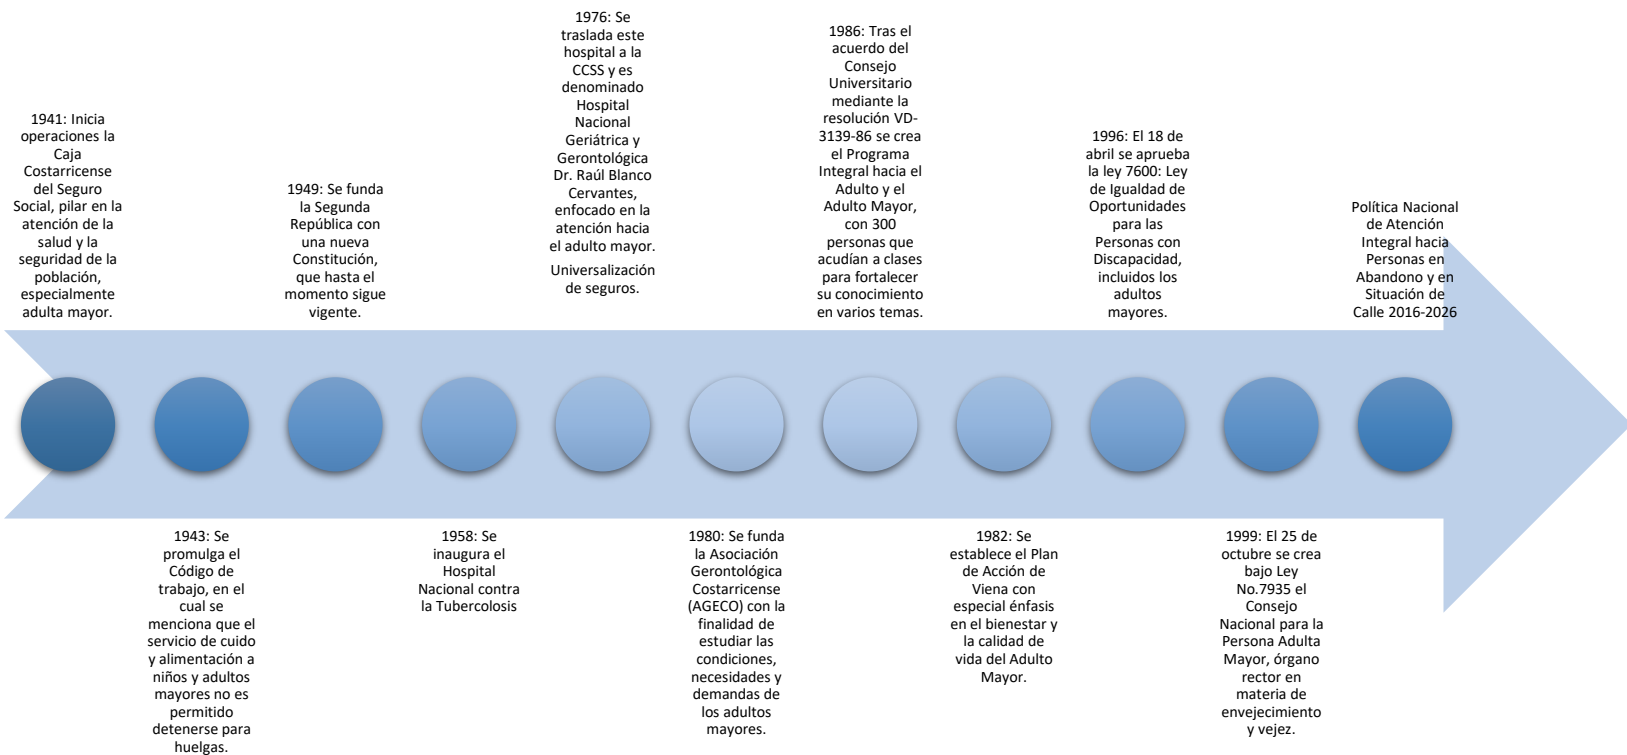 1941: Inicia
operaciones la
Caja
Costarricense
del Seguro
Social, pilar en la
atención de la
salud y la
seguridad de la
población,
especialmente
adulta mayor.
1943: Se
promulga el
Código de
trabajo, en el
cual se
menciona que el
servicio de cuido
y alimentación a
niños y adultos
mayores no es
permitido
detenerse para
huelgas.
1949: Se funda
la Segunda
República con
una nueva
Constitución,
que hasta el
momento sigue
vigente.
1958: Se
inaugura el
Hospital
Nacional contra
la Tubercolosis
1976: Se
traslada este
hospital a la
CCSS y es
denominado
Hospital
Nacional
Geriátrica y
Gerontológica
Dr. Raúl Blanco
Cervantes,
enfocado en la
atención hacia
el adulto mayor.
Universalización
de seguros.
1980: Se funda
la Asociación
Gerontológica
Costarricense
(AGECO) con la
finalidad de
estudiar las
condiciones,
necesidades y
demandas de
los adultos
mayores.
1986: Tras el
acuerdo del
Consejo
Universitario
mediante la
resolución VD-
3139-86 se crea
el Programa
Integral hacia el
Adulto y el
Adulto Mayor,
con 300
personas que
acudían a clases
para fortalecer
su conocimiento
en varios temas.
1982: Se
establece el Plan
de Acción de
Viena con
especial énfasis
en el bienestar y
la calidad de
vida del Adulto
Mayor.
1996: El 18 de
abril se aprueba
la ley 7600: Ley
de Igualdad de
Oportunidades
para las
Personas con
Discapacidad,
incluidos los
adultos
mayores.
1999: El 25 de
octubre se crea
bajo Ley
No.7935 el
Consejo
Nacional para la
Persona Adulta
Mayor, órgano
rector en
materia de
envejecimiento
y vejez.
Política Nacional
de Atención
Integral hacia
Personas en
Abandono y en
Situación de
Calle 2016-2026